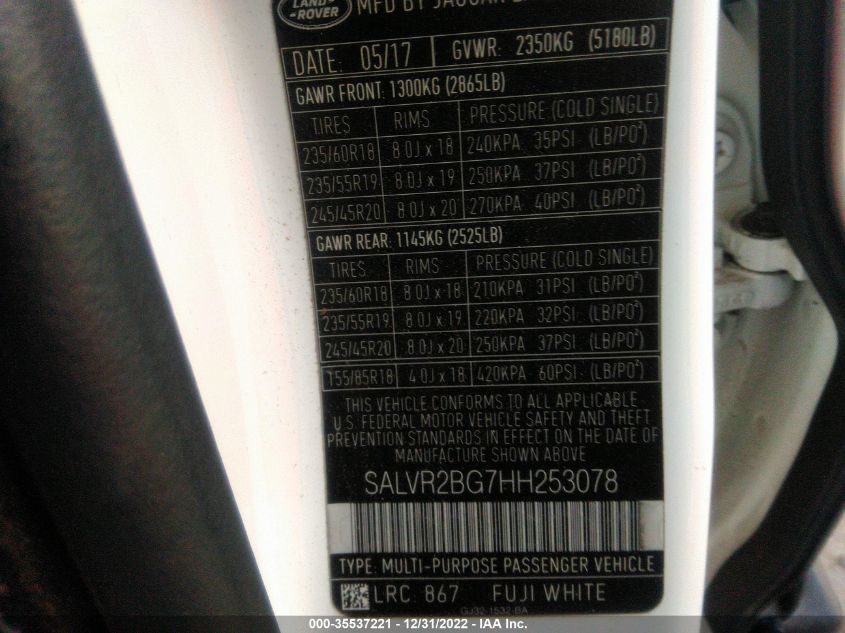 LAND
ROVER
MFD BY JAGUAR
DATE: 05/17 GVWR: 2350KG (5180LB)
GAWR FRONT: 1300KG (2865LB)
TIRES RIMS PRESSURE (COLD SINGLE)
235/60R18 8.0J x 18 240KPA 35PSI (LB/PO²)
235/55R19 8.0J x 19 250KPA 37PSI (LB/PO²)
245/45R20 8.0J x 20 270KPA 40PSI (LB/PO²)
GAWR REAR: 1145KG (2525LB)
TIRES RIMS PRESSURE (COLD SINGLE)
235/60R18 8.0J x 18 210KPA 31PSI (LB/PO²)
235/55R19 8.0J x 19 220KPA 32PSI (LB/PO²)
245/45R20 8.0J x 20 250KPA 37PSI (LB/PO²)
T55/85R18 4.0J x 18 420KPA 60PSI (LB/PO²)
THIS VEHICLE CONFORMS TO ALL APPLICABLE
U.S. FEDERAL MOTOR VEHICLE SAFETY AND THEFT
PREVENTION STANDARDS IN EFFECT ON THE DATE OF
MANUFACTURE SHOWN ABOVE
SALVR2BG7HH253078
TYPE: MULTI-PURPOSE PASSENGER VEHICLE
LRC 867 FUJI WHITE
GJ32-1532-BA
000-35537221 - 12/31/2022 - IAA Inc.